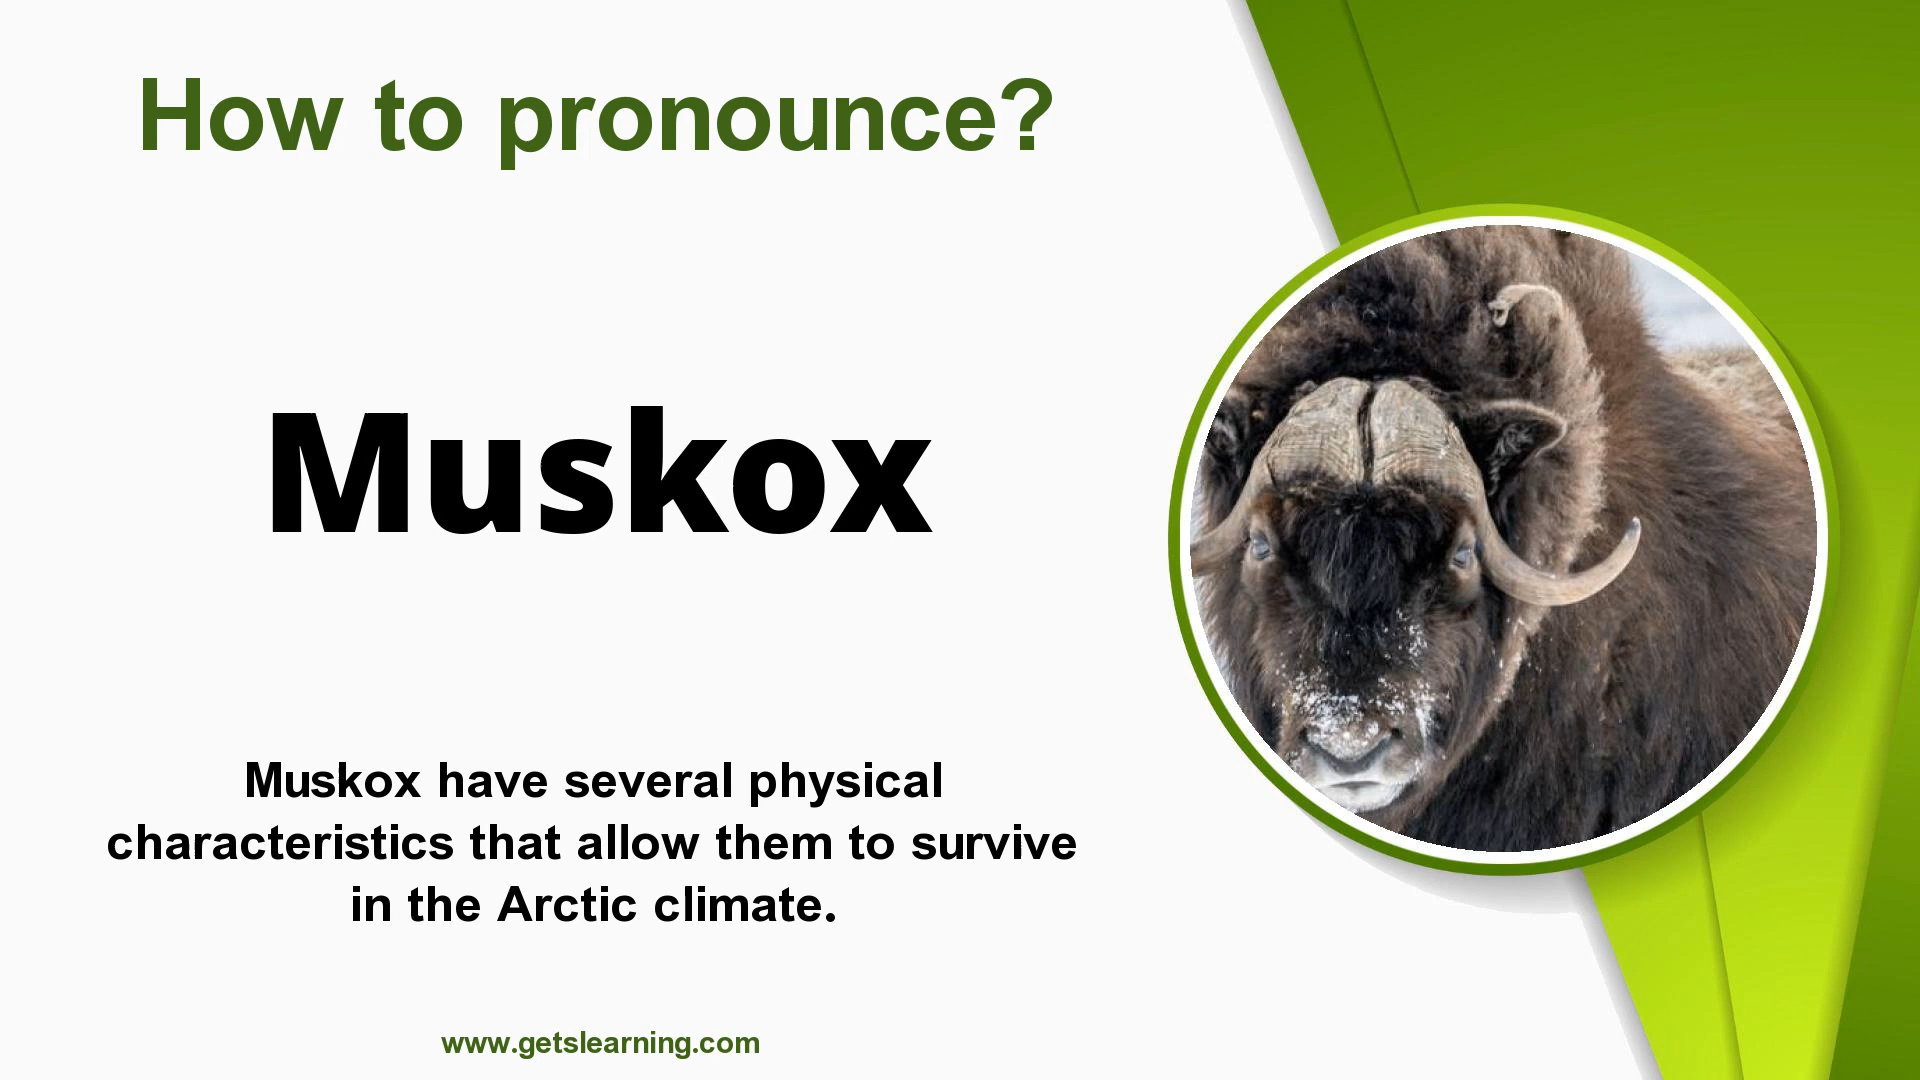 How to pronounce?
Muskox
Muskox have several physical
characteristics that allow them to survive
in the Arctic climate.
www.getslearning.com